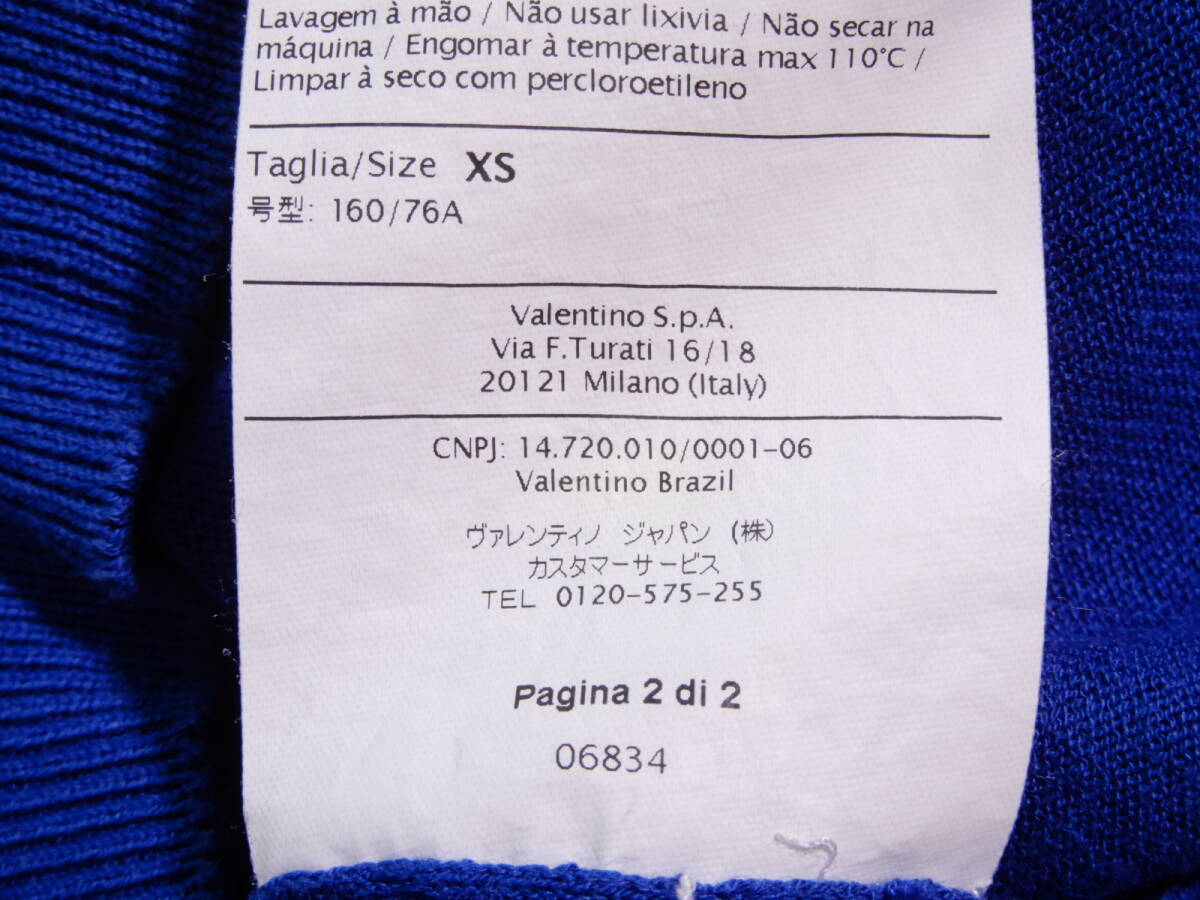 Lavagem à mão / Não usar lixivia / Não secar na
máquina / Engomar à temperatura max 110°C /
Limpar à seco com percloroetileno
Taglia/Size XS
号型: 160/76A
Valentino S.p.A.
Via F.Turati 16/18
20121 Milano (Italy)
CNPJ: 14.720.010/0001-06
Valentino Brazil
ヴァレンティノ ジャパン (株)
カスタマーサービス
TEL 0120-575-255
Pagina 2 di 2
06834